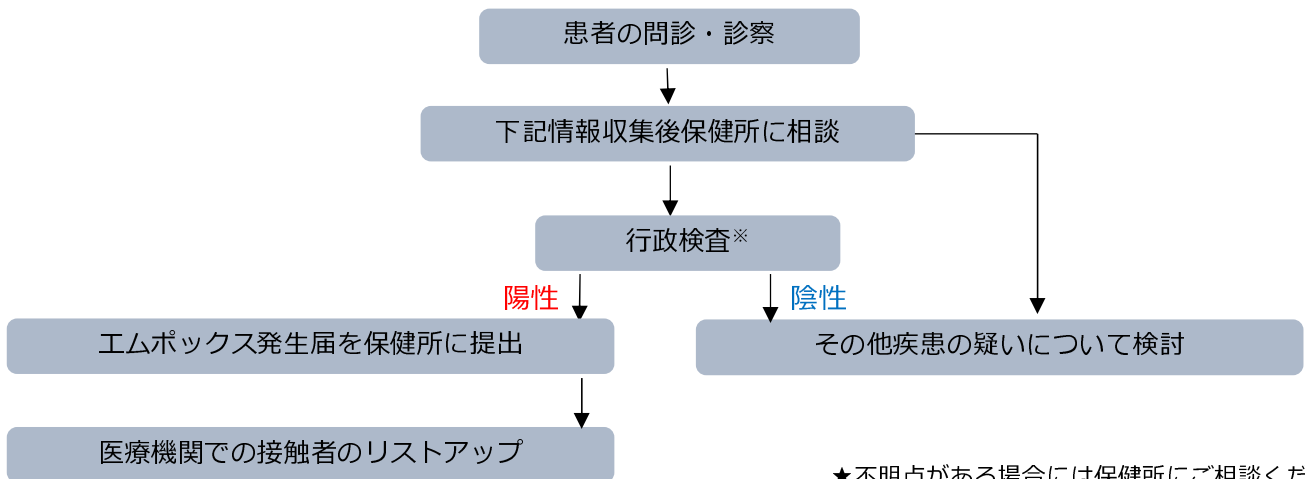 患者の問診・診察
下記情報収集後保健所に相談
行政検査※
陽性
陰性
エムポックス発生届を保健所に提出
その他疾患の疑いについて検討
医療機関での接触者のリストアップ
★不明点がある場合には保健所にご相談くだ